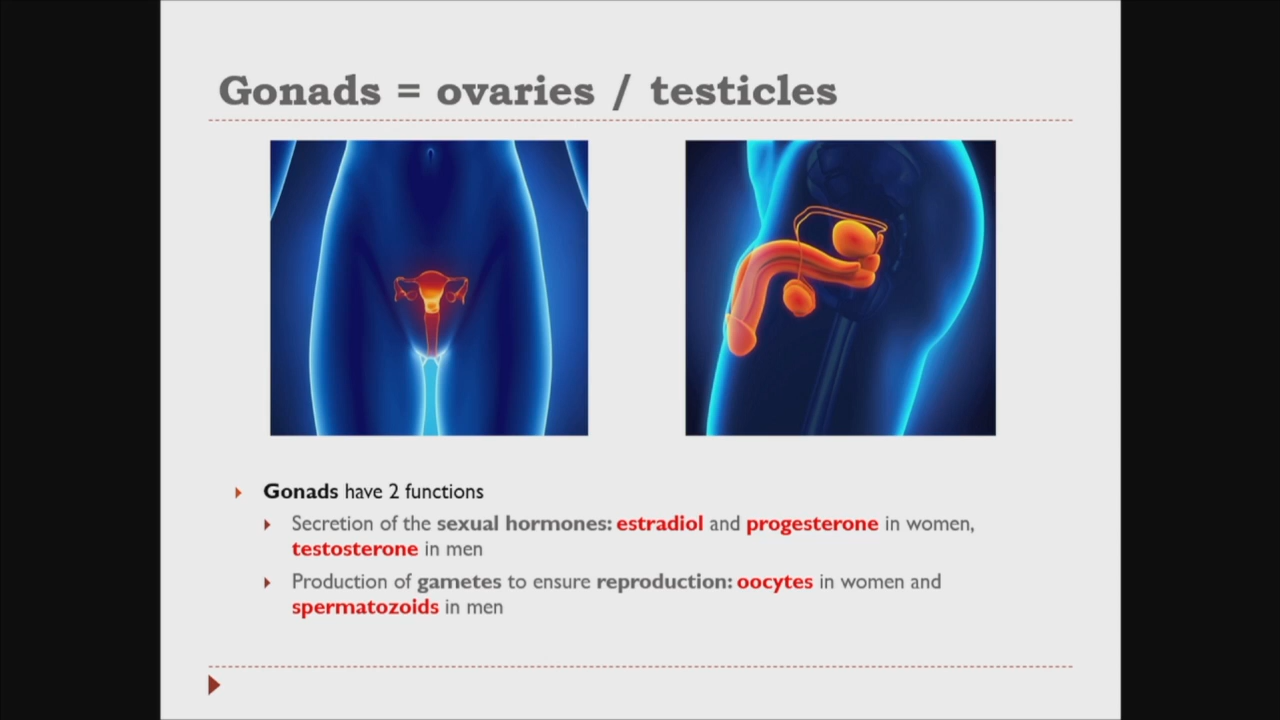 Gonads = ovaries / testicles
Gonads have 2 functions
Secretion of the sexual hormones: estradiol and progesterone in women,
testosterone in men
Production of gametes to ensure reproduction: oocytes in women and
spermatozoids in men